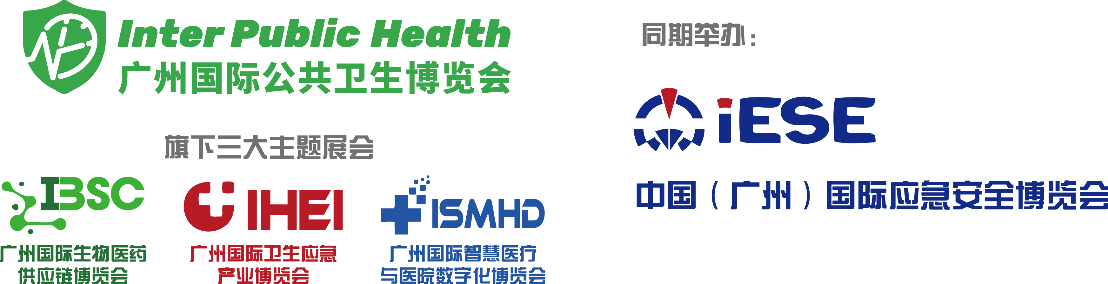 Inter Public Health
广州国际公共卫生博览会
旗下三大主题展会
IBSC
广州国际生物医药
供应链博览会
IHEI
广州国际卫生应急
产业博览会
ISMHD
广州国际智慧医疗
与医院数字化博览会
同期举办：
iESE
中国（广州）国际应急安全博览会